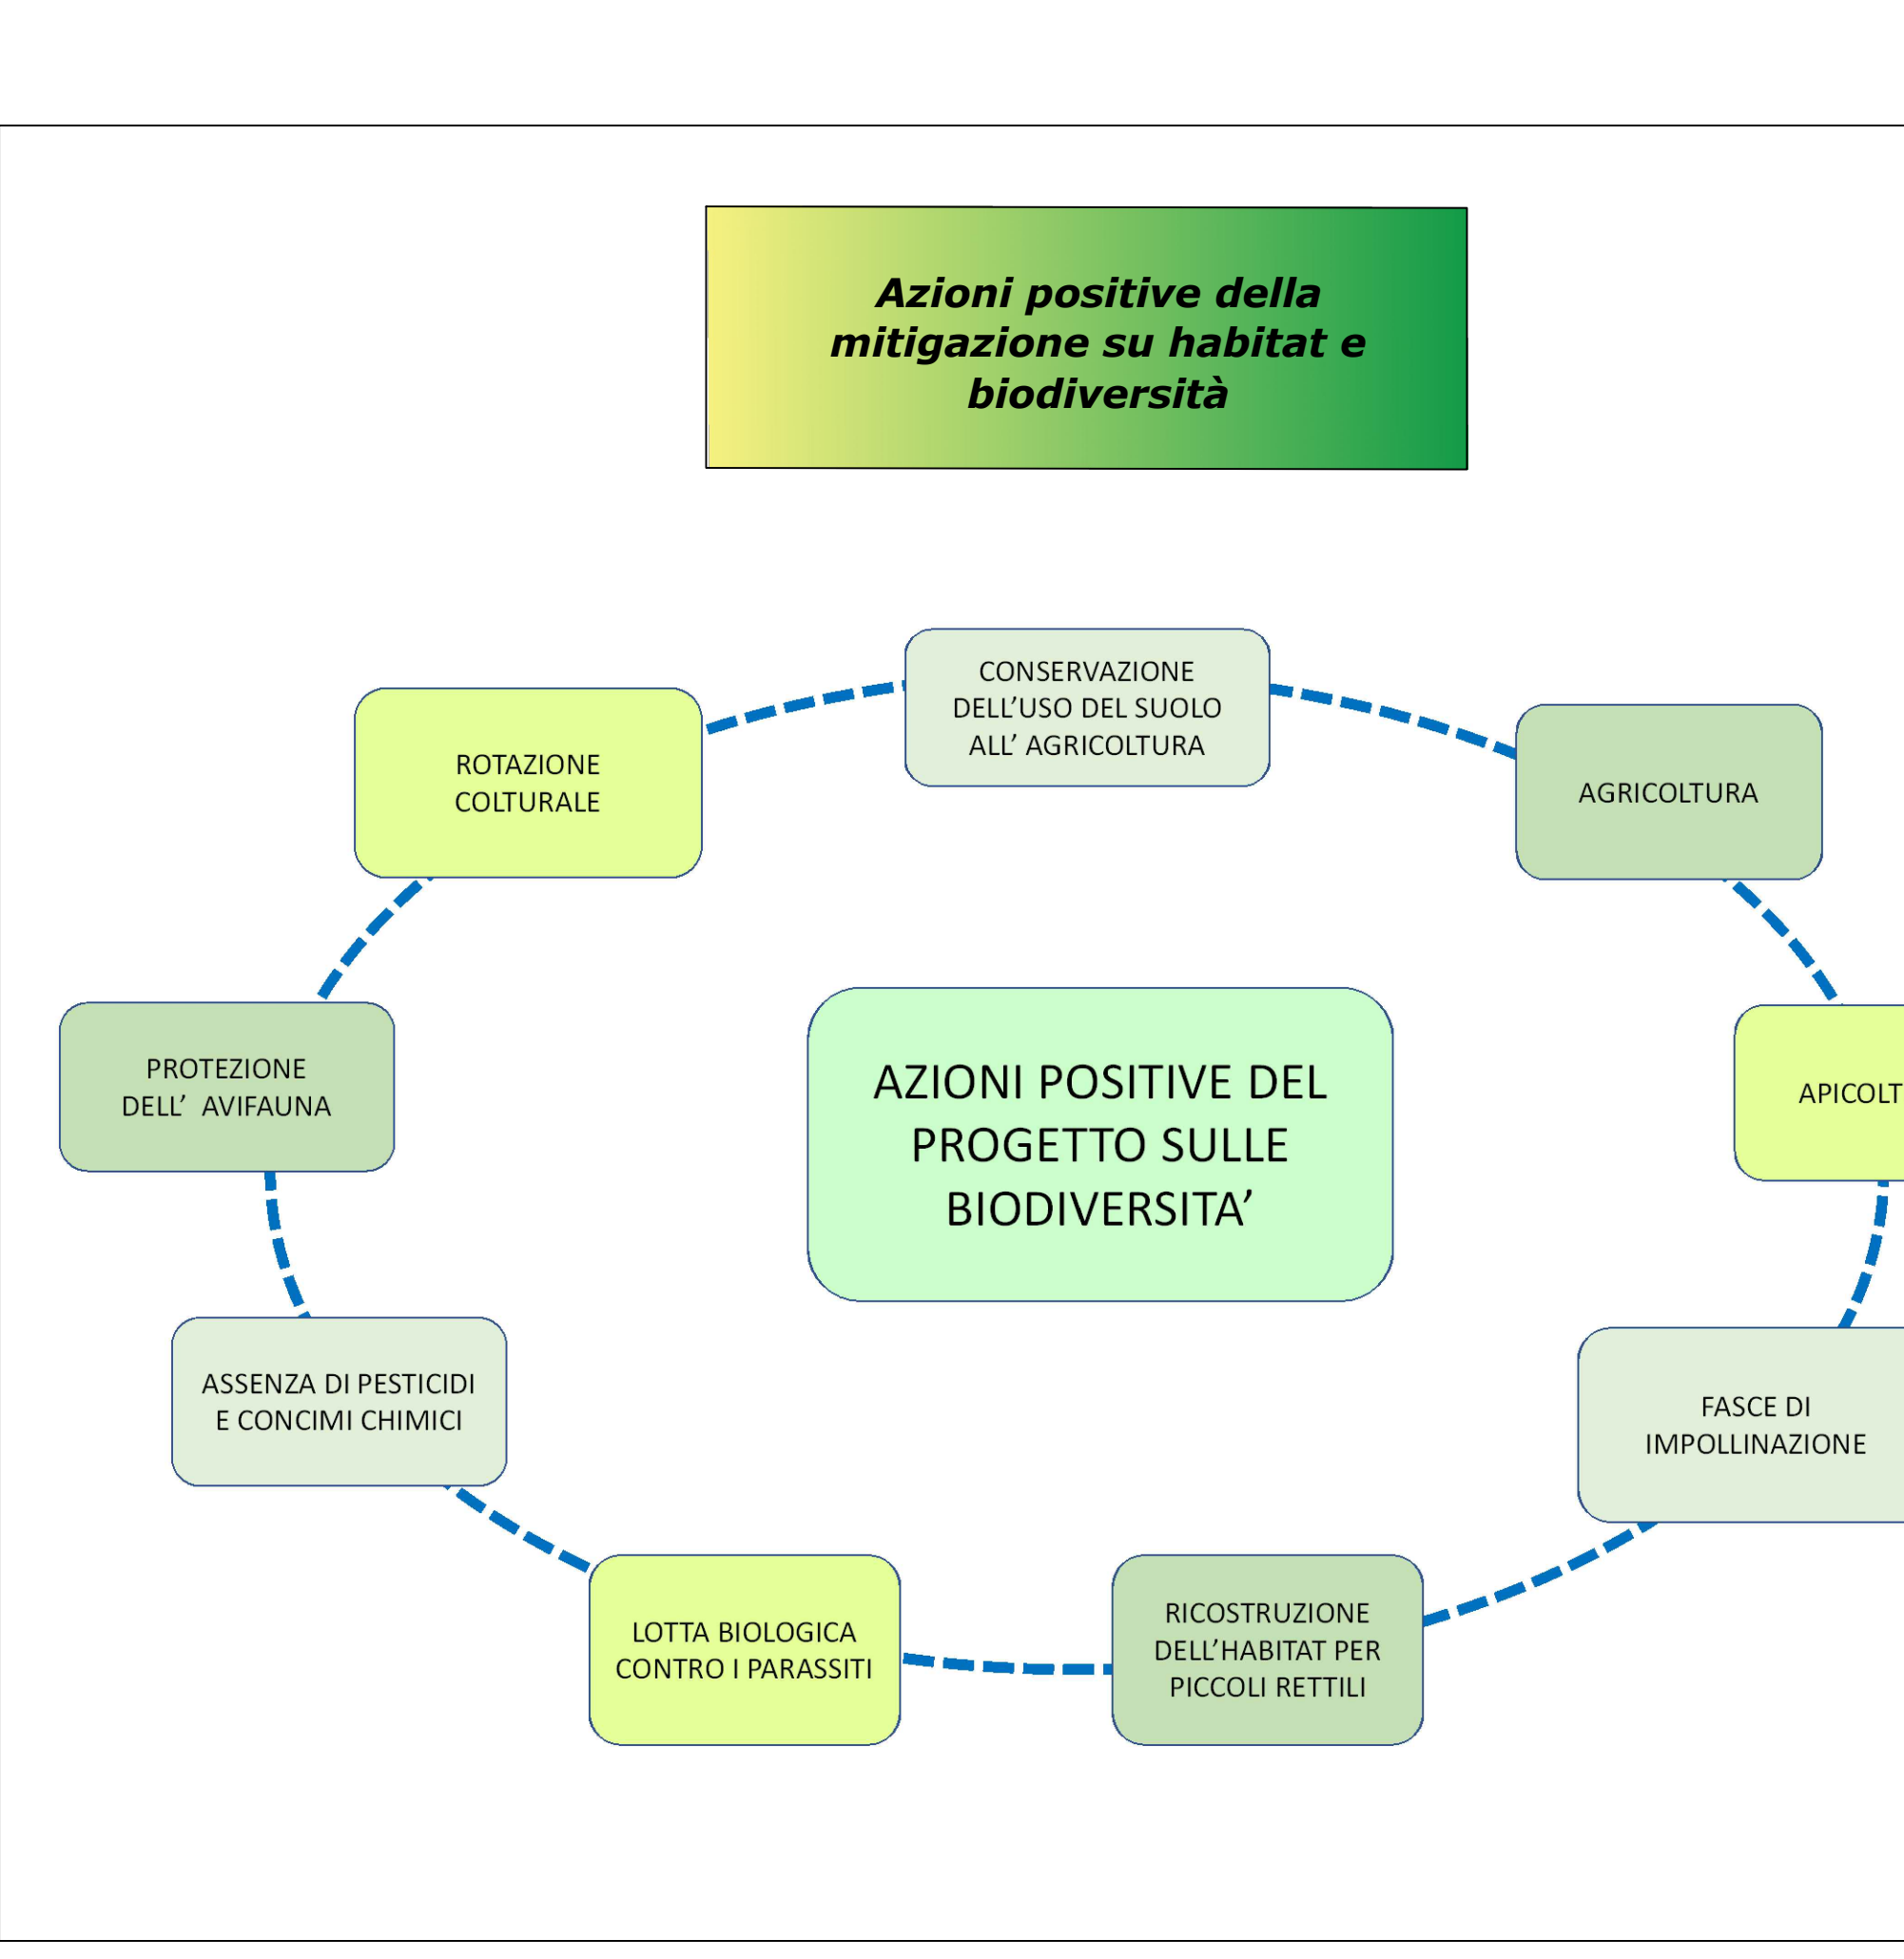 Azioni positive della
mitigazione su habitat e
biodiversità
CONSERVAZIONE
DELL’USO DEL SUOLO
ALL’ AGRICOLTURA
ROTAZIONE
COLTURALE
AGRICOLTURA
PROTEZIONE
DELL’ AVIFAUNA
AZIONI POSITIVE DEL
PROGETTO SULLE
BIODIVERSITA’
ASSENZA DI PESTICIDI
E CONCIMI CHIMICI
FASCE DI
IMPOLLINAZIONE
LOTTA BIOLOGICA
CONTRO I PARASSITI
RICOSTRUZIONE
DELL’HABITAT PER
PICCOLI RETTILI